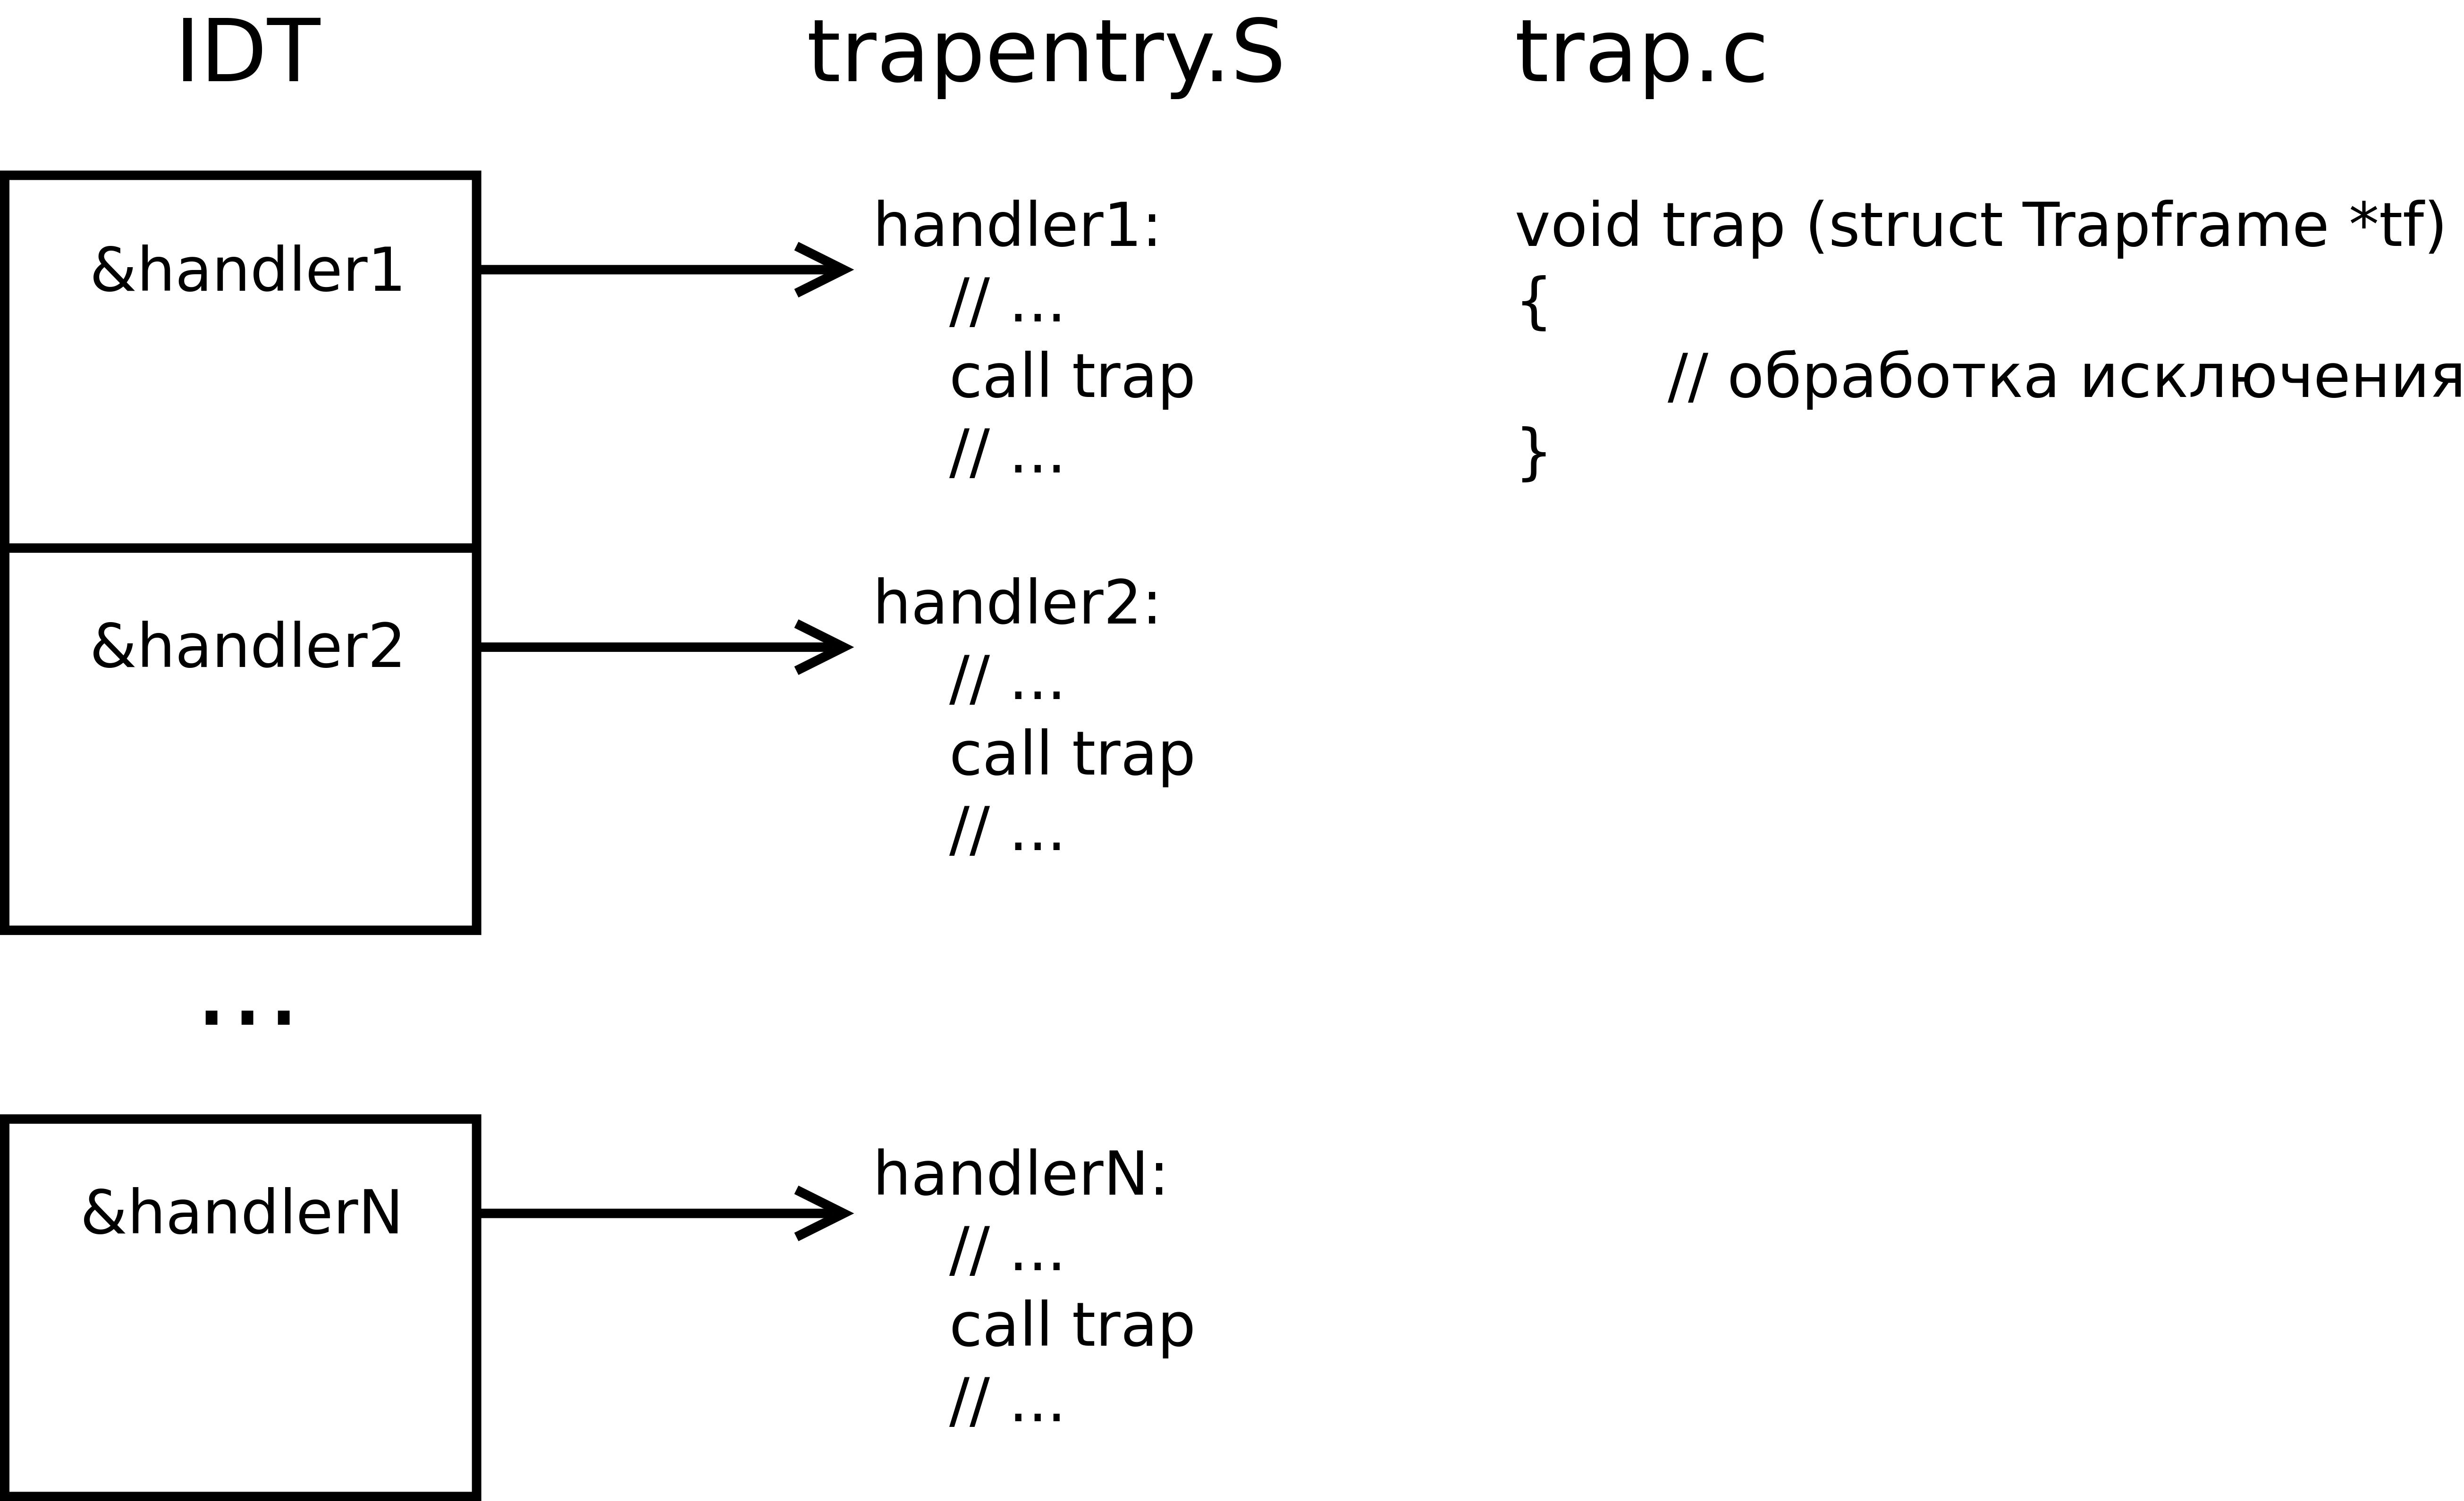 IDT
&handler1
&handler2
...
&handlerN
trapentry.S
handler1:
// ...
call trap
// ...
handler2:
// ...
call trap
// ...
handlerN:
// ...
call trap
// ...
trap.c
void trap (struct Trapframe *tf)
{
// обработка исключения
}